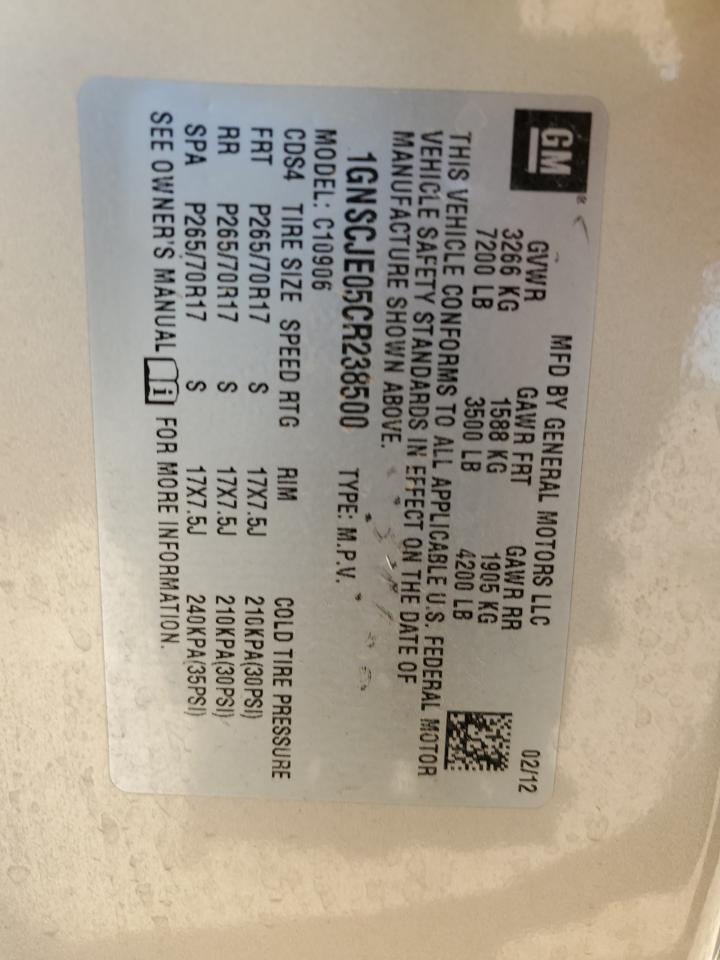 GM®
MFD BY GENERAL MOTORS LLC 02/12
GVWR GAWR FRT GAWR RR
3266 KG 1588 KG 1905 KG
7200 LB 3500 LB 4200 LB
THIS VEHICLE CONFORMS TO ALL APPLICABLE U.S. FEDERAL MOTOR
VEHICLE SAFETY STANDARDS IN EFFECT ON THE DATE OF
MANUFACTURE SHOWN ABOVE.
1GNSCJE05CR238500 TYPE: M.P.V.
MODEL: C10906
CDS4 TIRE SIZE SPEED RTG RIM COLD TIRE PRESSURE
FRT P265/70R17 S 17X7.5J 210KPA(30PSI)
RR P265/70R17 S 17X7.5J 210KPA(30PSI)
SPA P265/70R17 S 17X7.5J 240KPA(35PSI)
SEE OWNER'S MANUAL i FOR MORE INFORMATION.